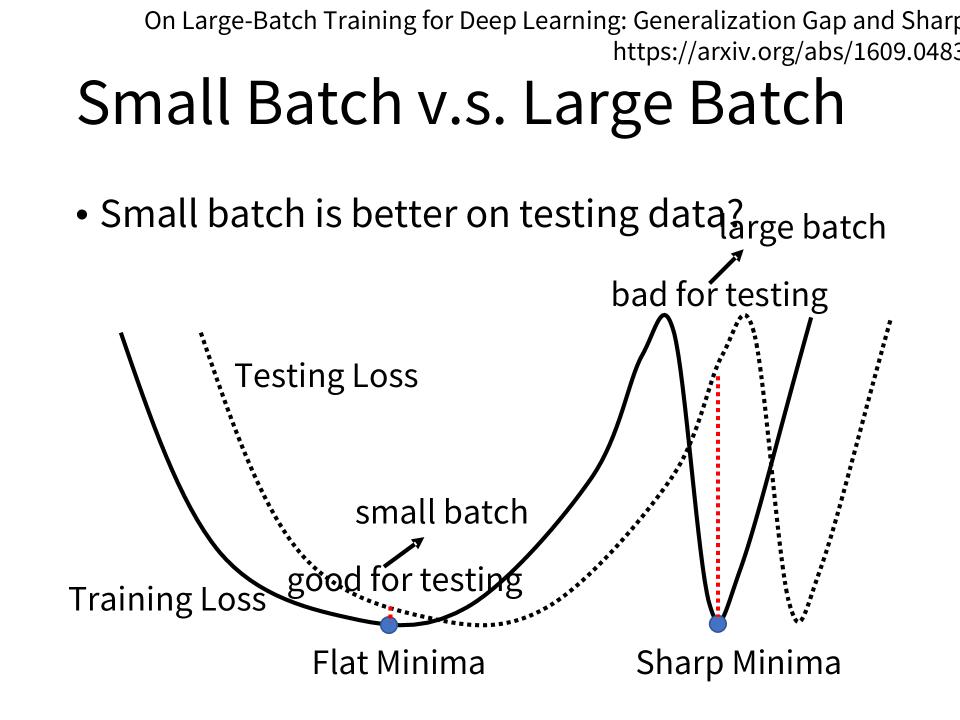 On Large-Batch Training for Deep Learning: Generalization Gap and Sharp
https://arxiv.org/abs/1609.0483
Small Batch v.s. Large Batch
• Small batch is better on testing data?
large batch
bad for testing
Testing Loss
small batch
good for testing
Training Loss
Flat Minima
Sharp Minima